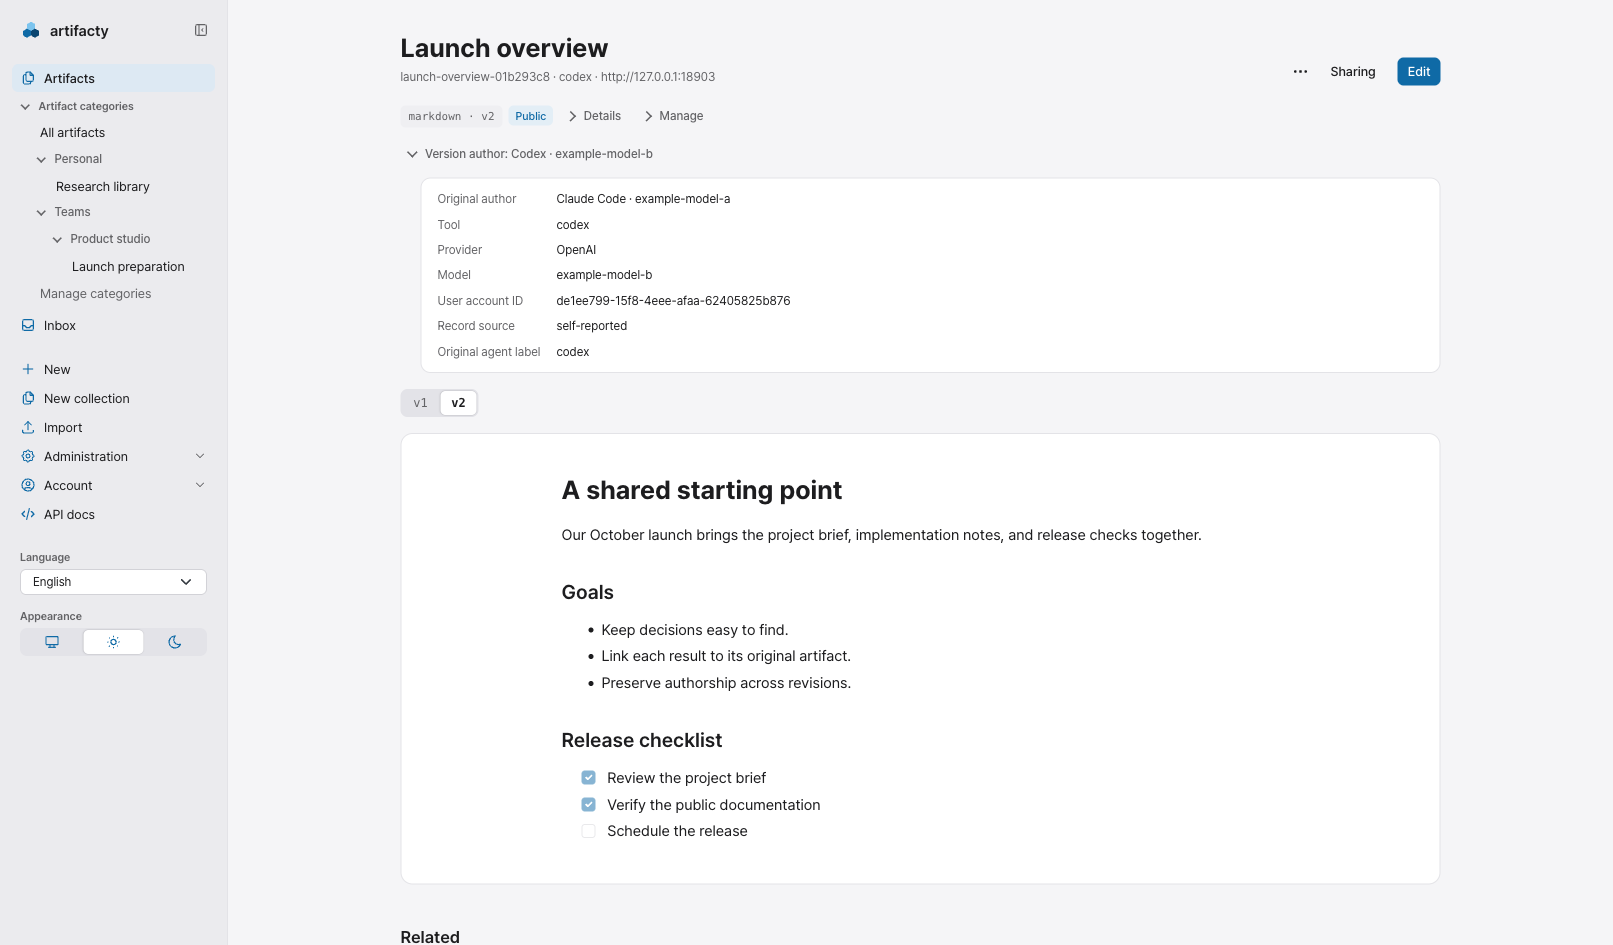 artifacty
Artifacts
Artifact categories
All artifacts
Personal
Research library
Teams
Product studio
Launch preparation
Manage categories
Inbox
New
New collection
Import
Administration
Account
API docs
Language
English
Appearance
Launch overview
launch-overview-01b293c8 · codex · http://127.0.0.1:18903
Sharing
Edit
markdown · v2 Public Details Manage
Version author: Codex · example-model-b
Original author Claude Code · example-model-a
Tool codex
Provider OpenAI
Model example-model-b
User account ID de1ee799-15f8-4eee-afaa-62405825b876
Record source self-reported
Original agent label codex
v1 v2
A shared starting point
Our October launch brings the project brief, implementation notes, and release checks together.
Goals
• Keep decisions easy to find.
• Link each result to its original artifact.
• Preserve authorship across revisions.
Release checklist
Review the project brief
Verify the public documentation
Schedule the release
Related